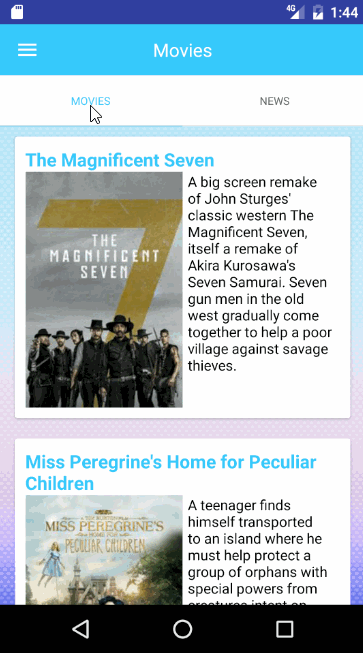 4G 1:44
Movies
MOVIES NEWS
The Magnificent Seven
THE
MAGNIFICENT
SEVEN
A big screen remake
of John Sturges'
classic western The
Magnificent Seven,
itself a remake of
Akira Kurosawa's
Seven Samurai. Seven
gun men in the old
west gradually come
together to help a poor
village against savage
thieves.
Miss Peregrine's Home for Peculiar
Children
MISS PEREGRINE'S
HOME FOR
PECULIAR CHILDREN
A teenager finds
himself transported
to an island where he
must help protect a
group of orphans with
special powers from
creatures intent on